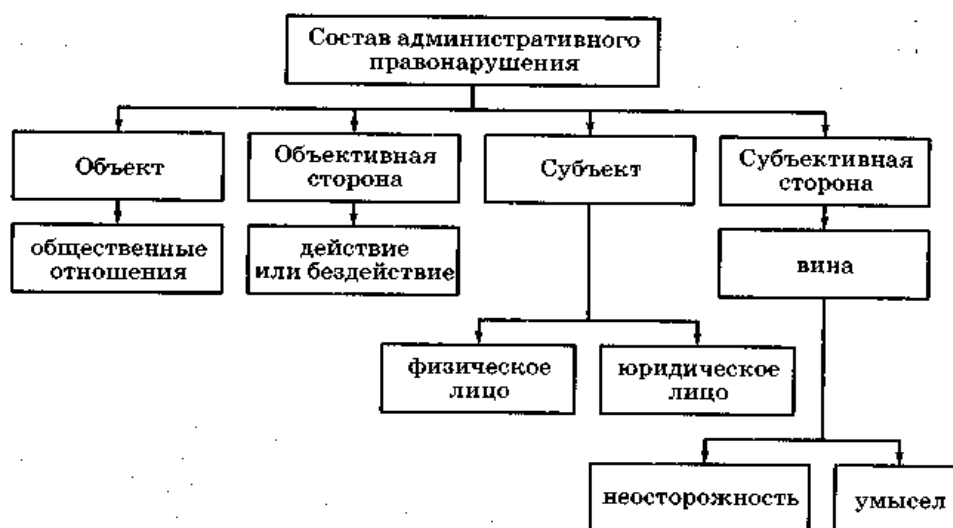 Состав административного
правонарушения
Объект
Объективная
сторона
Субъект
Субъективная
сторона
общественные
отношения
действие
или бездействие
вина
физическое
лицо
юридическое
лицо
неосторожность
умысел